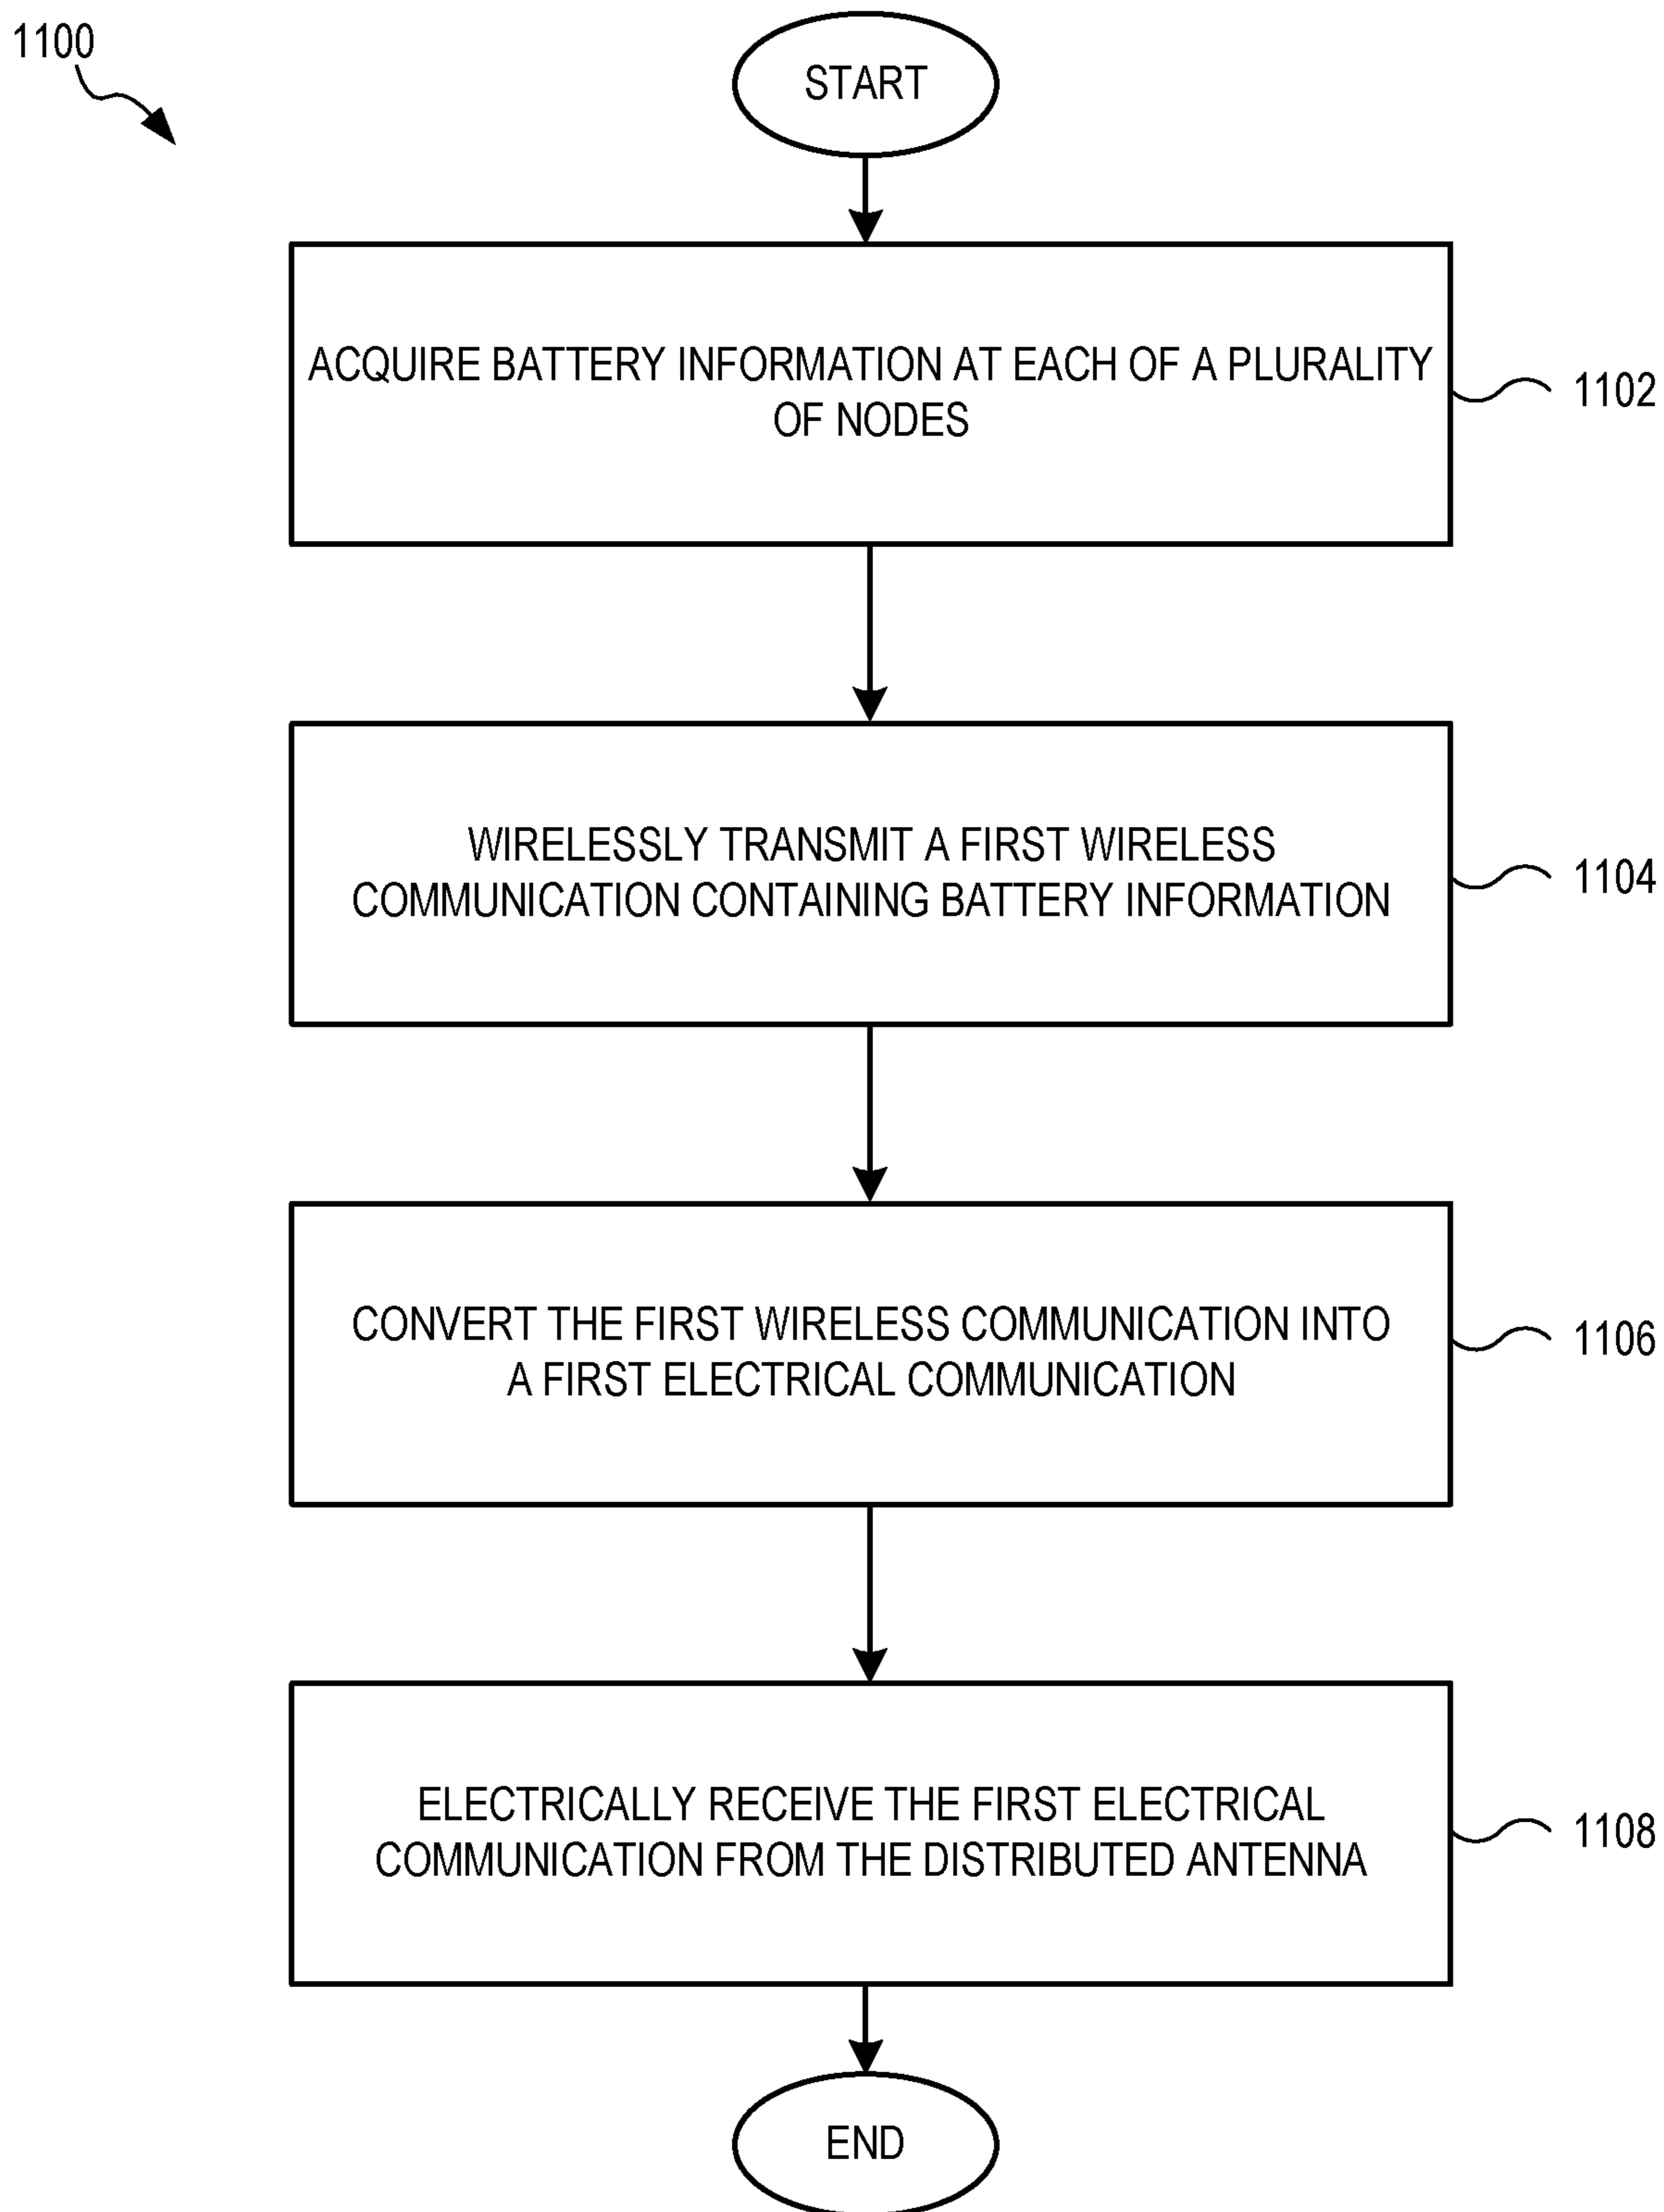 1100
START
ACQUIRE BATTERY INFORMATION AT EACH OF A PLURALITY
OF NODES
1102
WIRELESSLY TRANSMIT A FIRST WIRELESS
COMMUNICATION CONTAINING BATTERY INFORMATION
1104
CONVERT THE FIRST WIRELESS COMMUNICATION INTO
A FIRST ELECTRICAL COMMUNICATION
1106
ELECTRICALLY RECEIVE THE FIRST ELECTRICAL
COMMUNICATION FROM THE DISTRIBUTED ANTENNA
1108
END